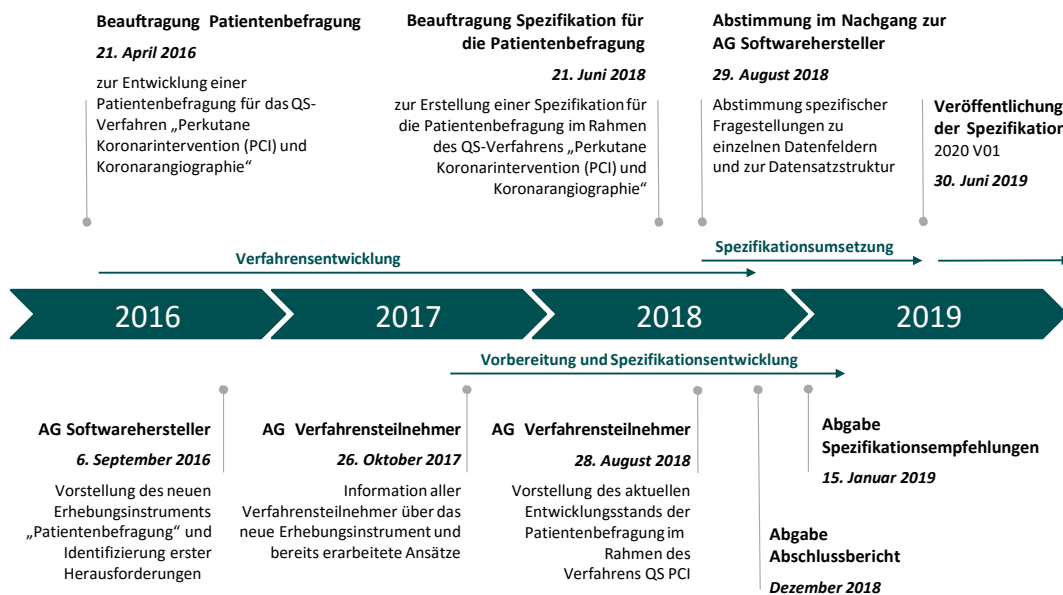 Beauftragung Patientenbefragung
21. April 2016
zur Entwicklung einer
Patientenbefragung für das QS-
Verfahren „Perkutane
Koronarintervention (PCI) und
Koronarangiographie“
Beauftragung Spezifikation für
die Patientenbefragung
21. Juni 2018
zur Erstellung einer Spezifikation für
die Patientenbefragung im Rahmen
des QS-Verfahrens „Perkutane
Koronarintervention (PCI) und
Koronarangiographie“
Abstimmung im Nachgang zur
AG Softwarehersteller
29. August 2018
Abstimmung spezifischer
Fragestellungen zu
einzelnen Datenfeldern
und zur Datensatzstruktur
Veröffentlichung
der Spezifikation
2020 V01
30. Juni 2019
Verfahrensentwicklung
Spezifikationsumsetzung
2016
2017
2018
2019
Vorbereitung und Spezifikationsentwicklung
AG Softwarehersteller
6. September 2016
Vorstellung des neuen
Erhebungsinstruments
„Patientenbefragung“ und
Identifizierung erster
Herausforderungen
AG Verfahrensteilnehmer
26. Oktober 2017
Information aller
Verfahrensteilnehmer über das
neue Erhebungsinstrument und
bereits erarbeitete Ansätze
AG Verfahrensteilnehmer
28. August 2018
Vorstellung des aktuellen
Entwicklungsstands der
Patientenbefragung im
Rahmen des
Verfahrens QS PCI
Abgabe
Abschlussbericht
Dezember 2018
Abgabe
Spezifikationsempfehlungen
15. Januar 2019